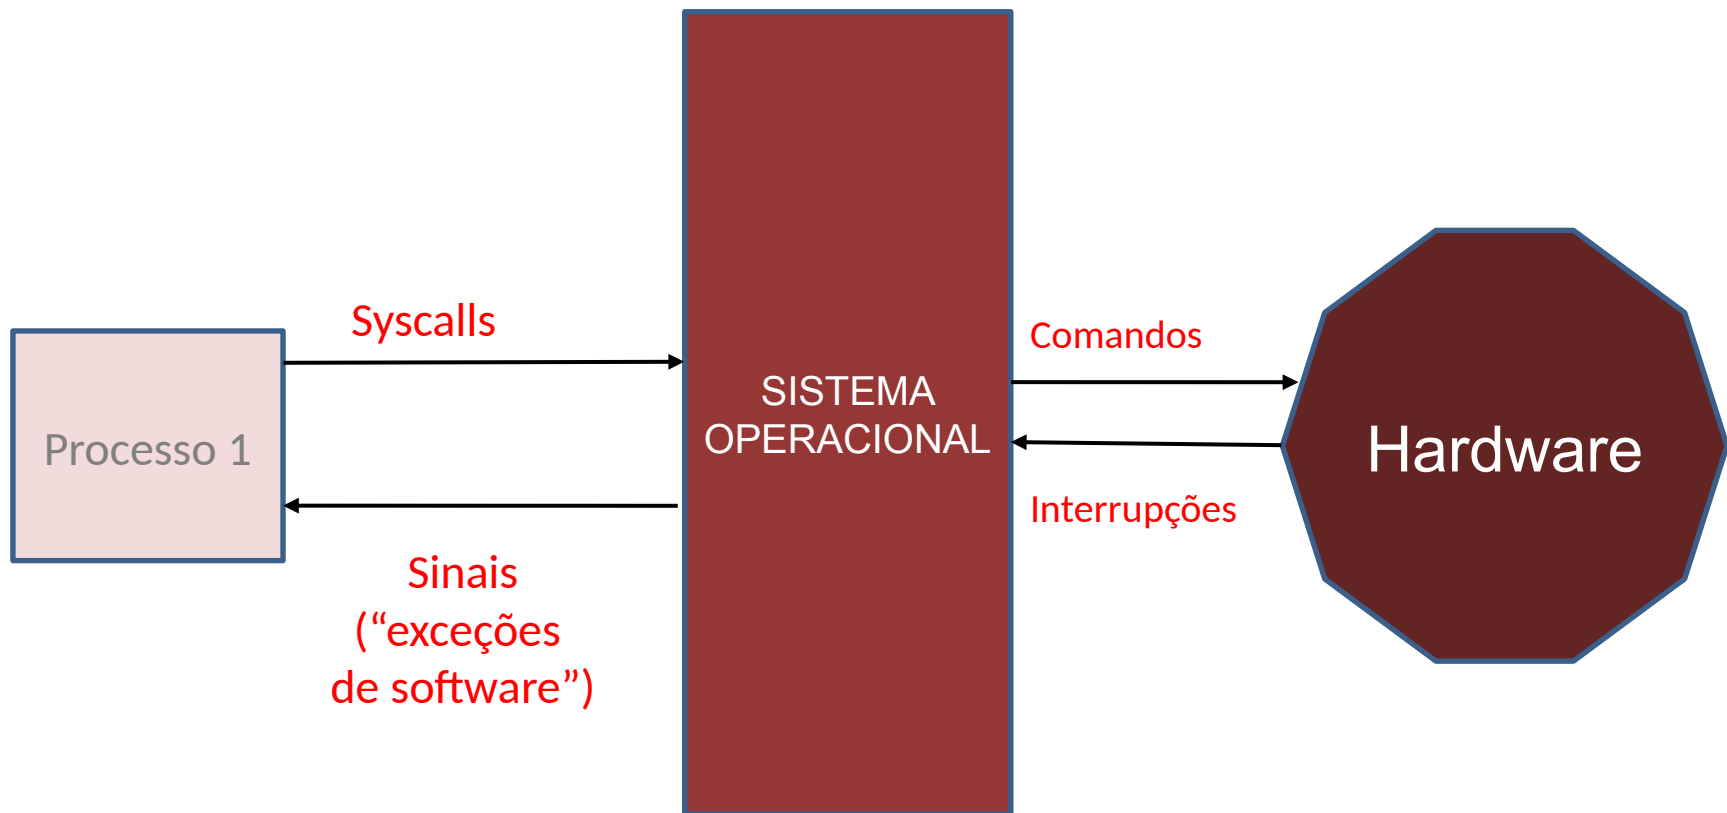 Syscalls
Processo 1
Sinais
(“exceções
de software”)
SISTEMA
OPERACIONAL
Comandos
Interrupções
Hardware